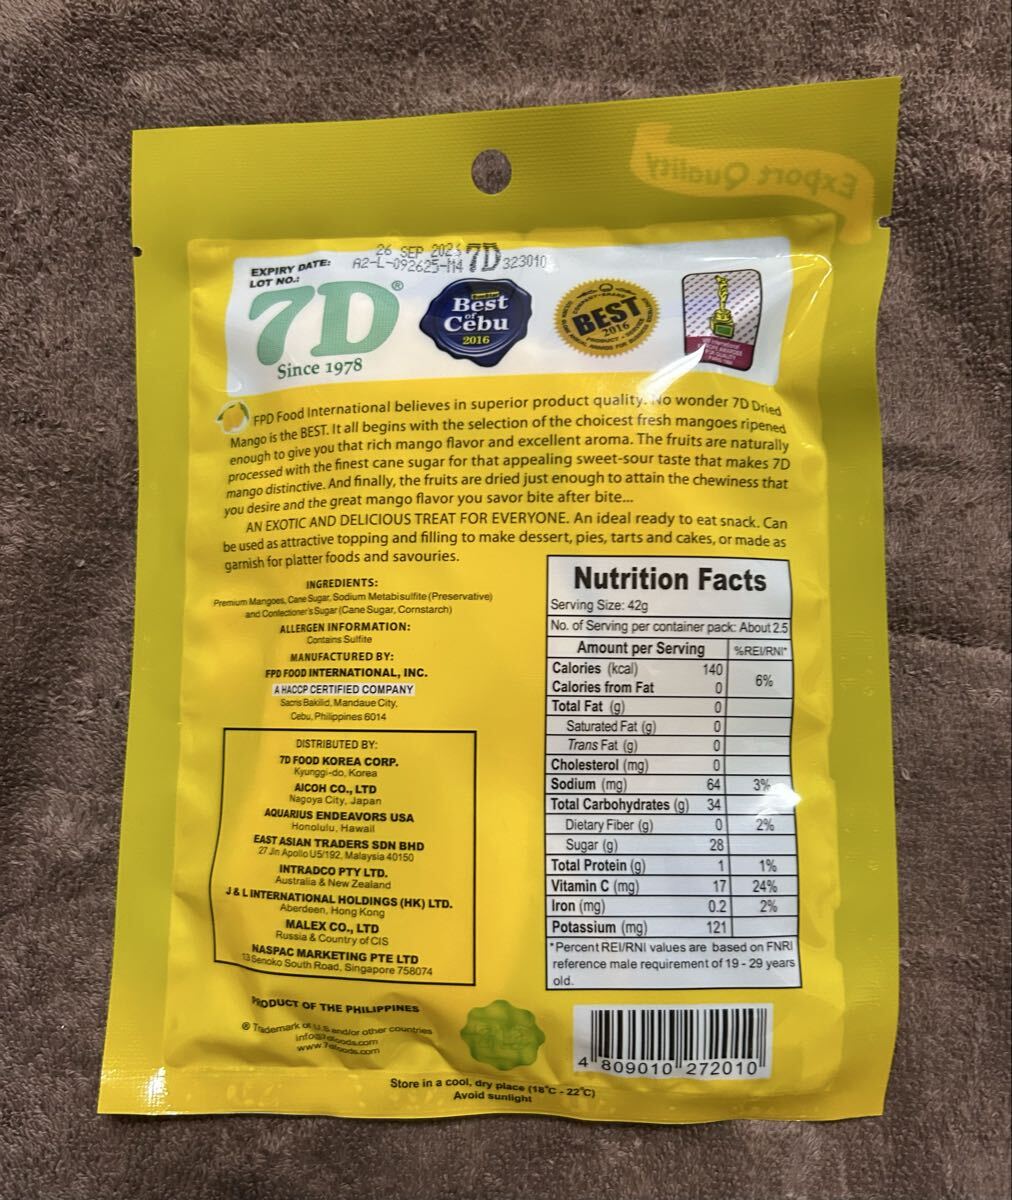 Export Quality
EXPIRY DATE: 26 SEP 2025
LOT NO.: A2-L-092625-M4 7D 323010
7D®
Since 1978
Best
of
Cebu
2016
BEST
2016
FPD Food International believes in superior product quality. No wonder 7D Dried
Mango is the BEST. It all begins with the selection of the choicest fresh mangoes ripened
enough to give you that rich mango flavor and excellent aroma. The fruits are naturally
processed with the finest cane sugar for that appealing sweet-sour taste that makes 7D
mango distinctive. And finally, the fruits are dried just enough to attain the chewiness that
you desire and the great mango flavor you savor bite after bite...
AN EXOTIC AND DELICIOUS TREAT FOR EVERYONE. An ideal ready to eat snack. Can
be used as attractive topping and filling to make dessert, pies, tarts and cakes, or made as
garnish for platter foods and savouries.
INGREDIENTS:
Premium Mangoes, Cane Sugar, Sodium Metabisulfite (Preservative)
and Confectioner's Sugar (Cane Sugar, Cornstarch)
ALLERGEN INFORMATION:
Contains Sulfite
MANUFACTURED BY:
FPD FOOD INTERNATIONAL, INC.
A HACCP CERTIFIED COMPANY
Sacris Bakilid, Mandaue City,
Cebu, Philippines 6014
DISTRIBUTED BY:
7D FOOD KOREA CORP.
Kyunggi-do, Korea
AICOH CO., LTD
Nagoya City, Japan
AQUARIUS ENDEAVORS USA
Honolulu, Hawaii
EAST ASIAN TRADERS SDN BHD
27 Jln Apollo U5/192, Malaysia 40150
INTRADCO PTY LTD.
Australia & New Zealand
J & L INTERNATIONAL HOLDINGS (HK) LTD.
Aberdeen, Hong Kong
MALEX CO., LTD
Russia & Country of CIS
NASPAC MARKETING PTE LTD
13 Senoko South Road, Singapore 758074
PRODUCT OF THE PHILIPPINES
® Trademark of U.S and/or other countries
info@7dfoods.com
www.7dfoods.com
Nutrition Facts
Serving Size: 42g
No. of Serving per container pack: About 2.5
Amount per Serving %REI/RNI*
Calories (kcal) 140 6%
Calories from Fat 0
Total Fat (g) 0
Saturated Fat (g) 0
Trans Fat (g) 0
Cholesterol (mg) 0
Sodium (mg) 64 3%
Total Carbohydrates (g) 34
Dietary Fiber (g) 0 2%
Sugar (g) 28
Total Protein (g) 1 1%
Vitamin C (mg) 17 24%
Iron (mg) 0.2 2%
Potassium (mg) 121
*Percent REI/RNI values are based on FNRI
reference male requirement of 19 - 29 years
old.
4 809010 272010
Store in a cool, dry place (18°C - 22°C)
Avoid sunlight